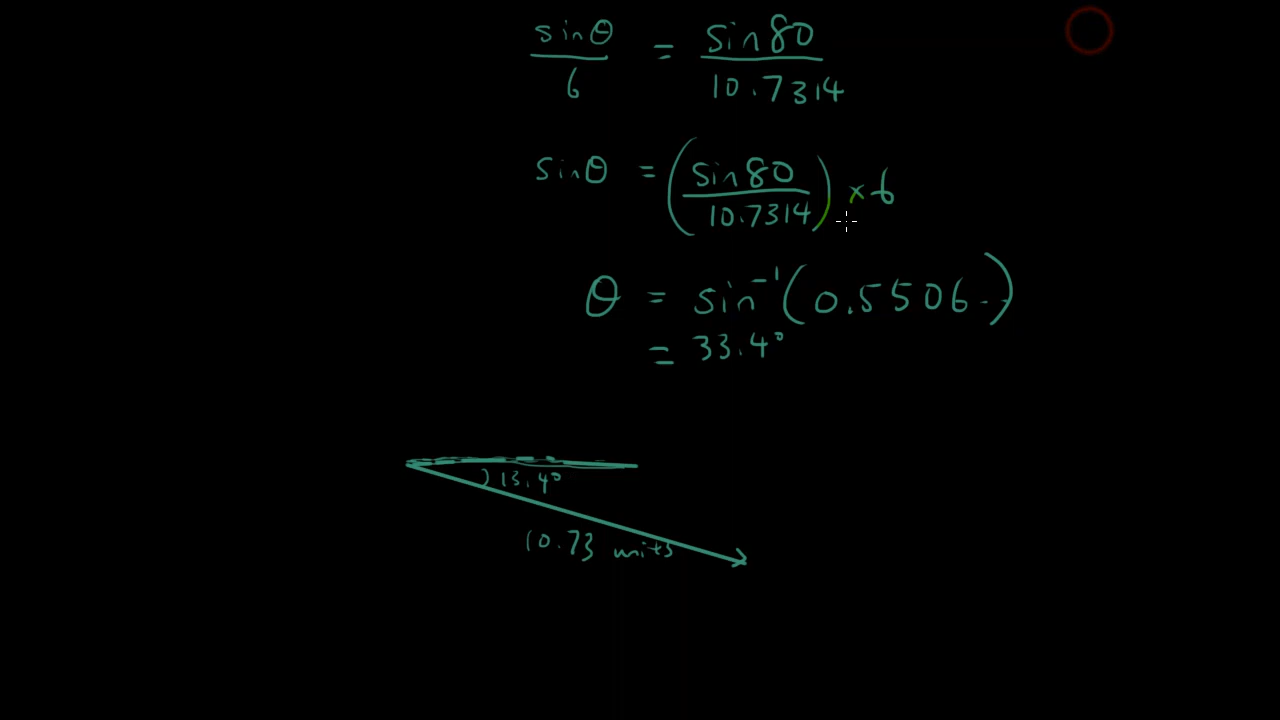 sinθ/6 = sin80/10.7314
sinθ = (sin80/10.7314) × 6
θ = sin⁻¹(0.5506..)
= 33.4°
13.4°
10.73 units